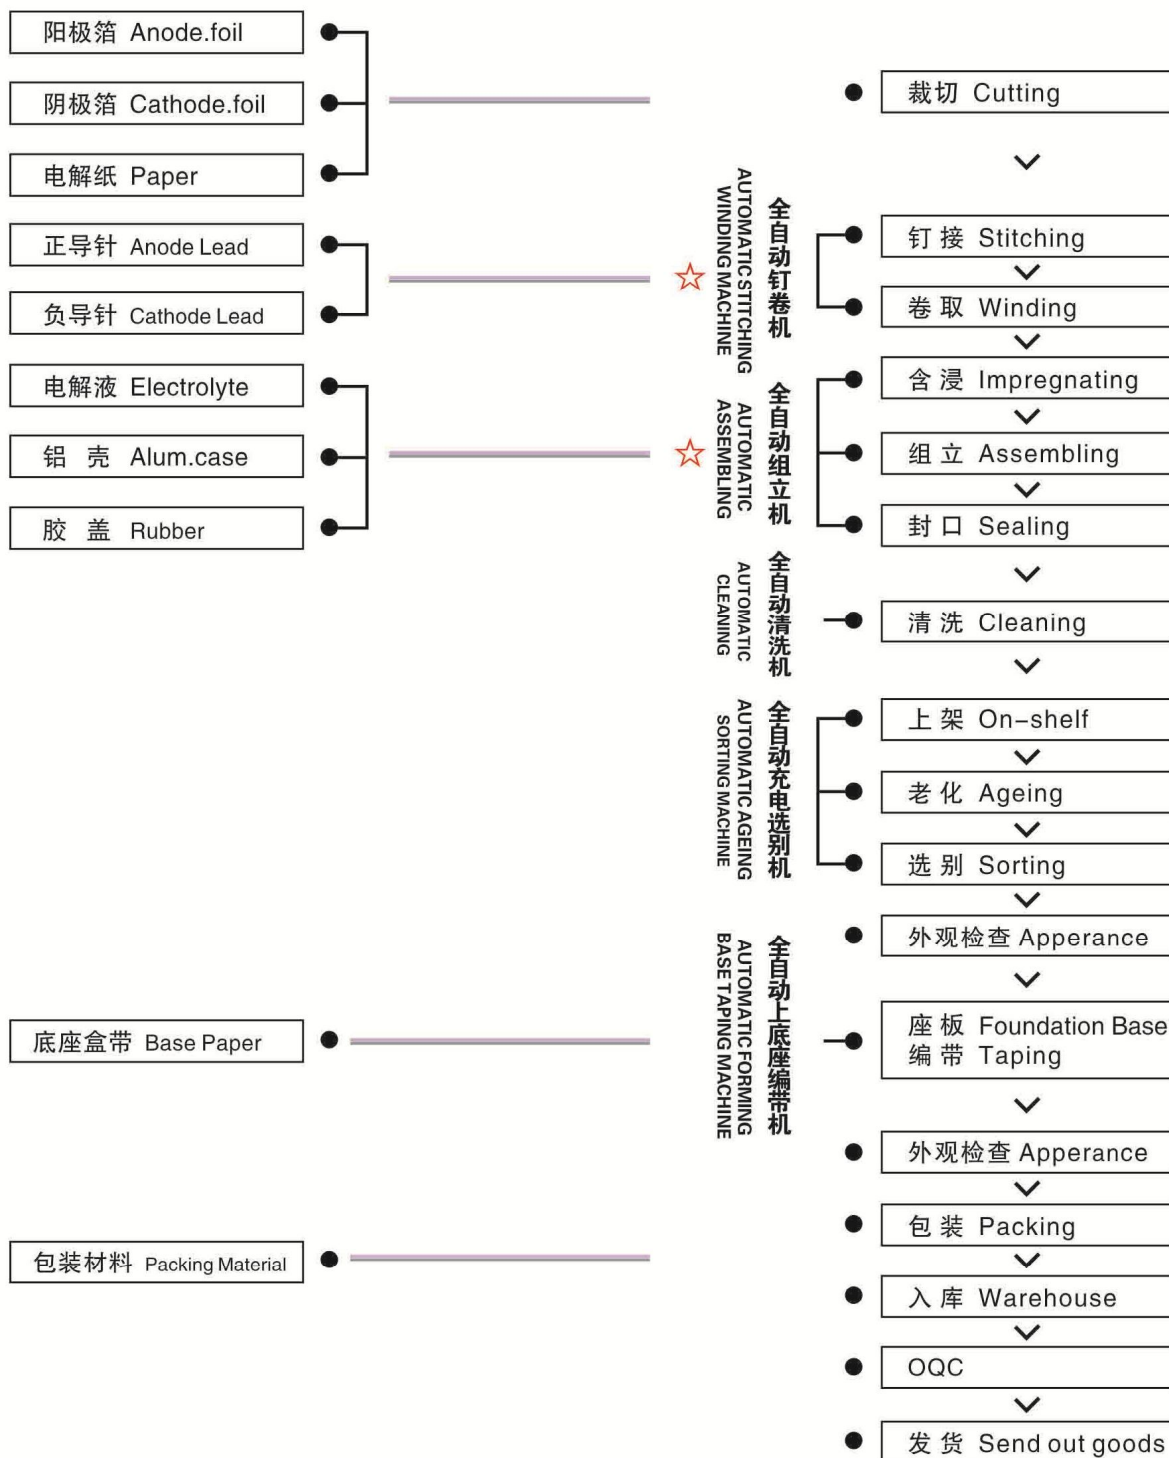 阳极箔 Anode.foil
阴极箔 Cathode.foil
电解纸 Paper
正导针 Anode Lead
负导针 Cathode Lead
电解液 Electrolyte
铝 壳 Alum.case
胶 盖 Rubber
底座盒带 Base Paper
包装材料 Packing Material
全自动钉卷机
AUTOMATIC STITCHING
WINDING MACHINE
全自动组立机
AUTOMATIC
ASSEMBLING
全自动清洗机
AUTOMATIC
CLEANING
全自动充电选别机
AUTOMATIC AGEING
SORTING MACHINE
全自动上底座编带机
AUTOMATIC FORMING
BASE TAPING MACHINE
裁切 Cutting
钉 接 Stitching
卷 取 Winding
含 浸 Impregnating
组 立 Assembling
封 口 Sealing
清 洗 Cleaning
上 架 On-shelf
老 化 Ageing
选 别 Sorting
外观检查 Apperance
座 板 Foundation Base
编 带 Taping
外观检查 Apperance
包 装 Packing
入 库 Warehouse
OQC
发 货 Send out goods